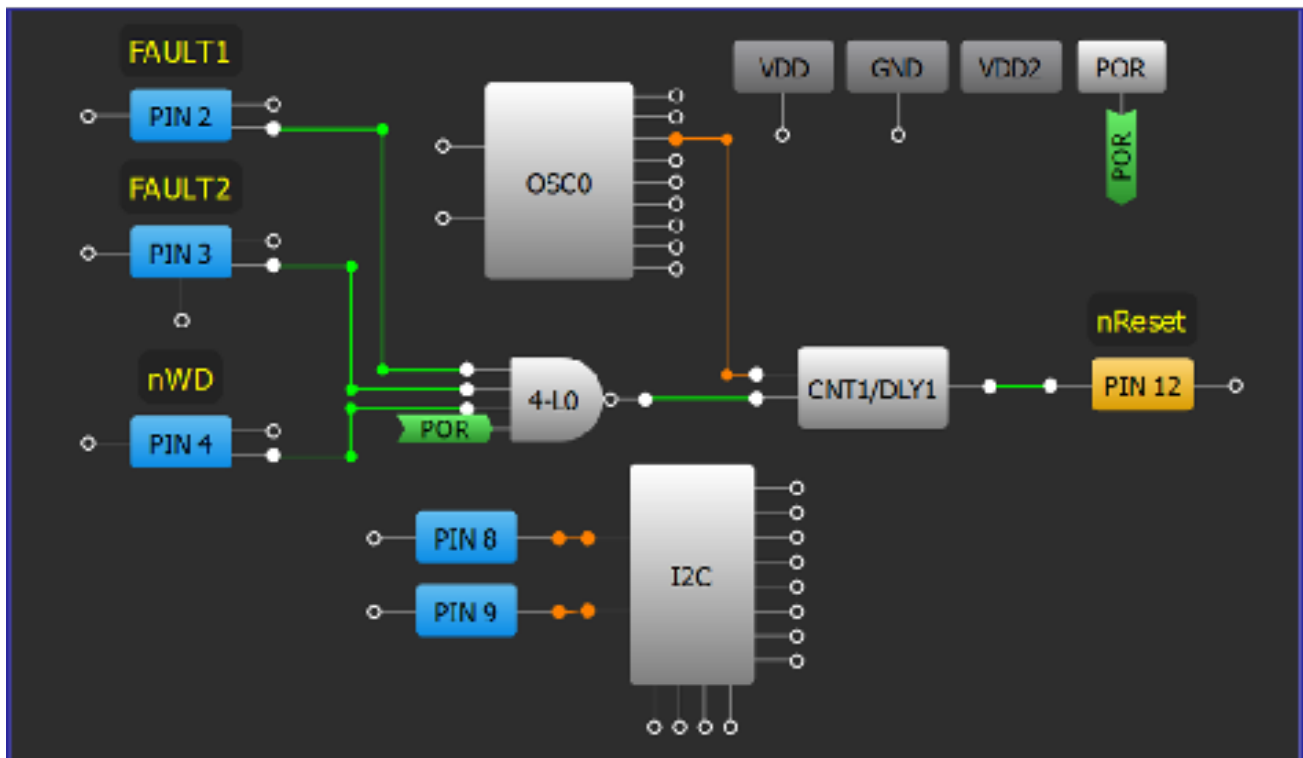 FAULT1
PIN 2
FAULT2
PIN 3
nWD
PIN 4
OSC0
VDD
GND
VDD2
POR
POR
4-L0
POR
CNT1/DLY1
nReset
PIN 12
PIN 8
PIN 9
I2C